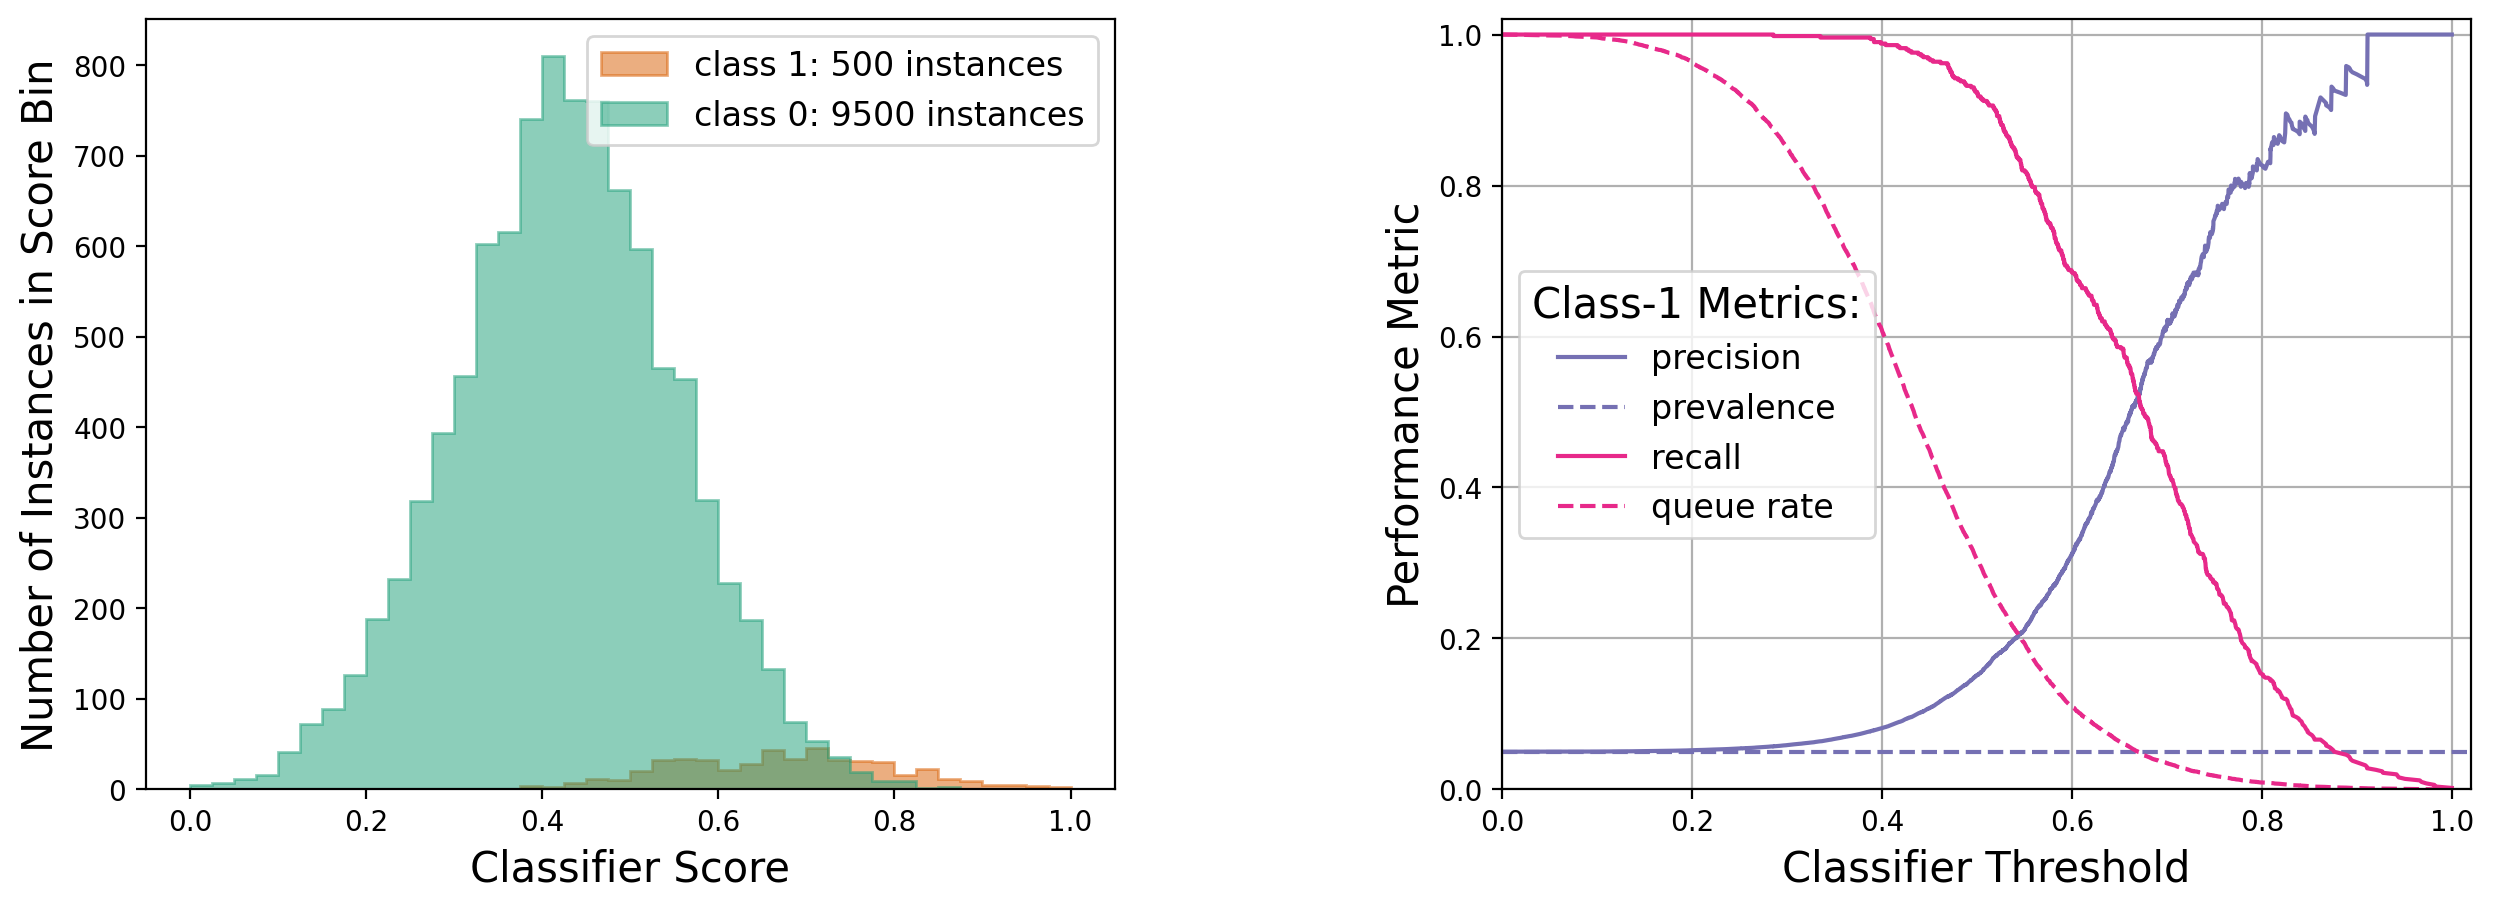 Number of Instances in Score Bin
800
700
600
500
400
300
200
100
0
class 1: 500 instances
class 0: 9500 instances
0.0 0.2 0.4 0.6 0.8 1.0
Classifier Score
Performance Metric
1.0
0.8
0.6
0.4
0.2
0.0
Class-1 Metrics:
precision
prevalence
recall
queue rate
0.0 0.2 0.4 0.6 0.8 1.0
Classifier Threshold